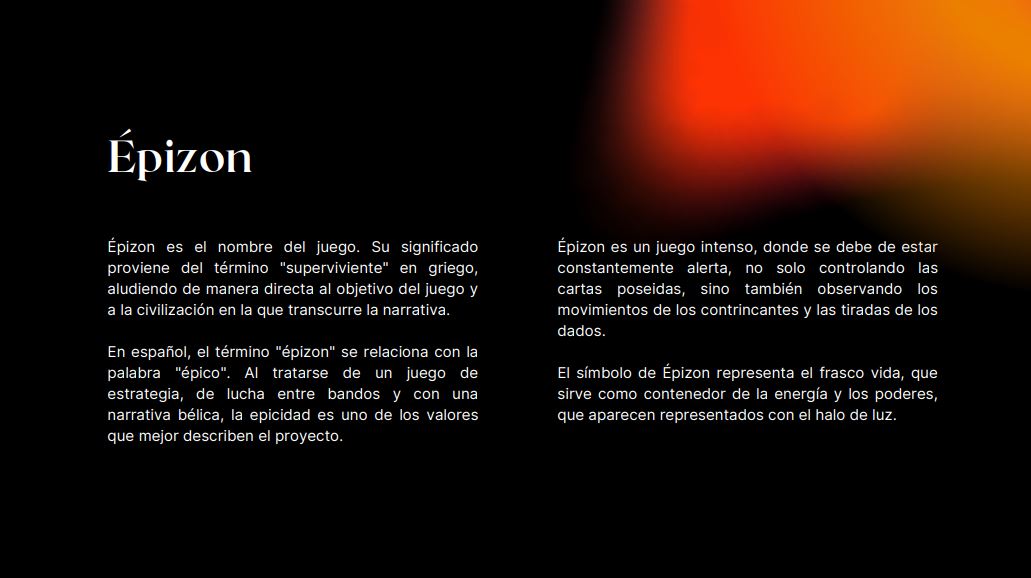 Épizon
Épizon es el nombre del juego. Su significado
proviene del término "superviviente" en griego,
aludiendo de manera directa al objetivo del juego y
a la civilización en la que transcurre la narrativa.
En español, el término "épizon" se relaciona con la
palabra "épico". Al tratarse de un juego de
estrategia, de lucha entre bandos y con una
narrativa bélica, la epicidad es uno de los valores
que mejor describen el proyecto.
Épizon es un juego intenso, donde se debe de estar
constantemente alerta, no solo controlando las
cartas poseidas, sino también observando los
movimientos de los contrincantes y las tiradas de los
dados.
El símbolo de Épizon representa el frasco vida, que
sirve como contenedor de la energía y los poderes,
que aparecen representados con el halo de luz.